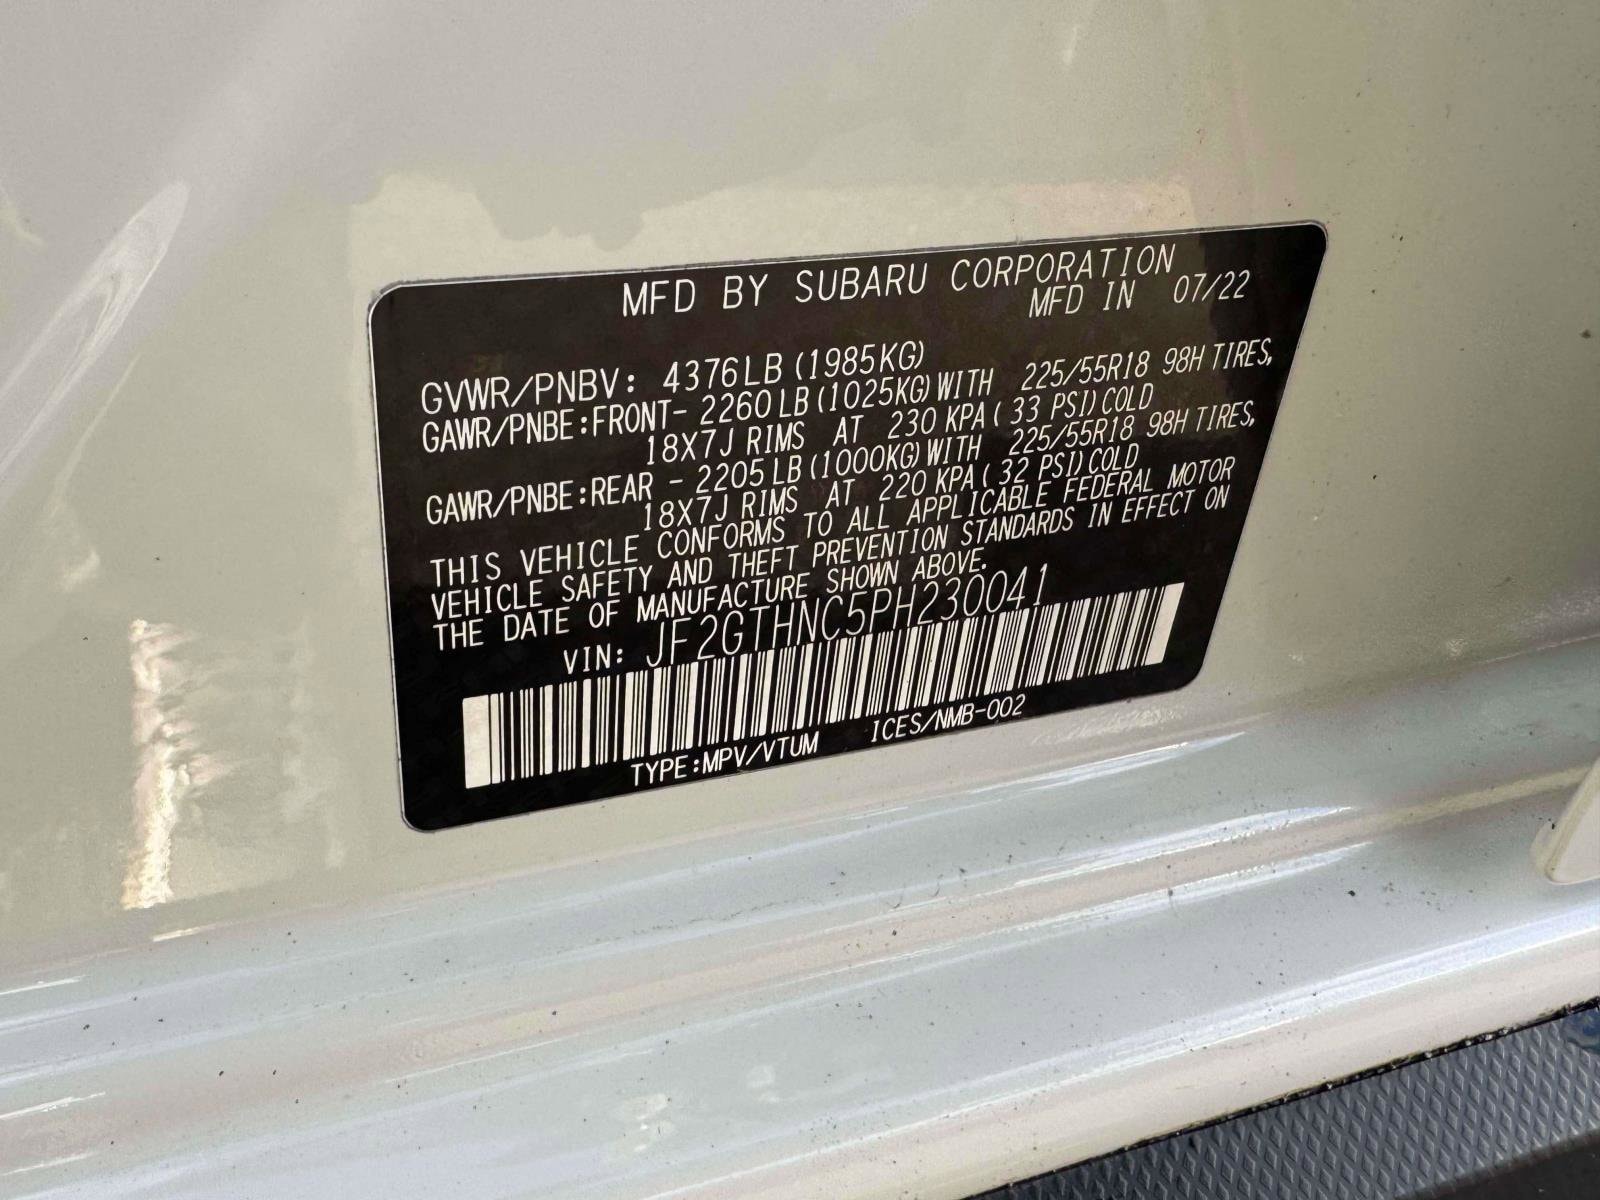 MFD BY SUBARU CORPORATION
MFD IN 07/22
GVWR/PNBV: 4376LB (1985KG)
GAWR/PNBE:FRONT- 2260LB (1025KG) WITH 225/55R18 98H TIRES,
18X7J RIMS AT 230 KPA ( 33 PSI) COLD
GAWR/PNBE:REAR - 2205LB (1000KG) WITH 225/55R18 98H TIRES,
18X7J RIMS AT 220 KPA ( 32 PSI) COLD
THIS VEHICLE CONFORMS TO ALL APPLICABLE FEDERAL MOTOR
VEHICLE SAFETY AND THEFT PREVENTION STANDARDS IN EFFECT ON
THE DATE OF MANUFACTURE SHOWN ABOVE.
VIN: JF2GTHNC5PH230041
TYPE:MPV/VTUM ICES/NMB-002